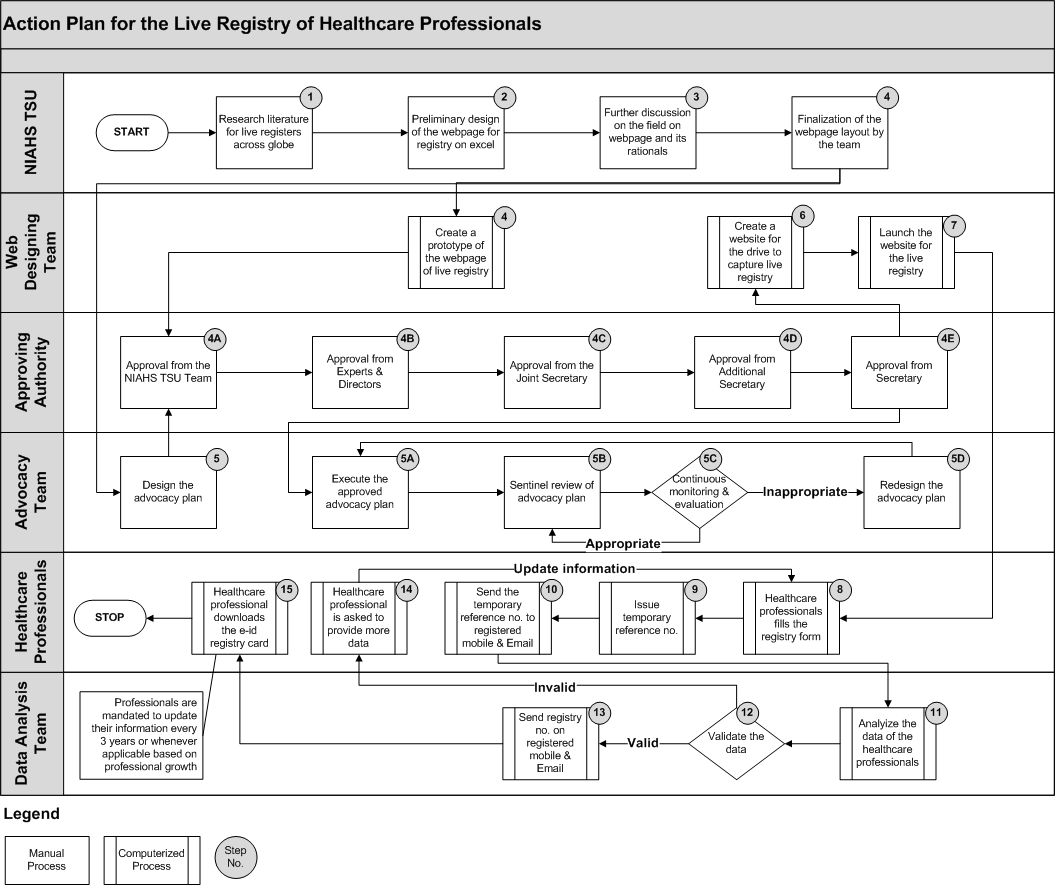 Action Plan for the Live Registry of Healthcare Professionals
NIAHS TSU
START
1
Research literature
for live registers
across globe
2
Preliminary design
of the webpage for
registry on excel
3
Further discussion
on the field on
webpage and its
rationals
4
Finalization of the
webpage layout by
the team
Web
Designing
Team
4
Create a
prototype of
the webpage
of live registry
6
Create a
website for
the drive to
capture live
registry
7
Launch the
website for
the live
registry
Approving
Authority
4A
Approval from the
NIAHS TSU Team
4B
Approval from
Experts &
Directors
4C
Approval from the
Joint Secretary
4D
Approval from
Additional
Secretary
4E
Approval from
Secretary
Advocacy
Team
5
Design the
advocacy plan
5A
Execute the
approved
advocacy plan
5B
Sentinel review of
advocacy plan
5C
Continuous
monitoring &
evaluation
Inappropriate
5D
Redesign the
advocacy plan
Appropriate
Healthcare
Professionals
Update information
STOP
15
Healthcare
professional
downloads
the e-id
registry card
14
Healthcare
professional
is asked to
provide more
data
10
Send the
temporary
reference no. to
registered
mobile & Email
9
Issue
temporary
reference no.
8
Healthcare
professionals
fills the
registry form
Data Analysis
Team
Professionals are
mandated to update
their information every
3 years or whenever
applicable based on
professional growth
Invalid
13
Send registry
no. on
registered
mobile &
Email
Valid
12
Validate the
data
11
Analyize the
data of the
healthcare
professionals
Legend
Manual
Process
Computerized
Process
Step
No.